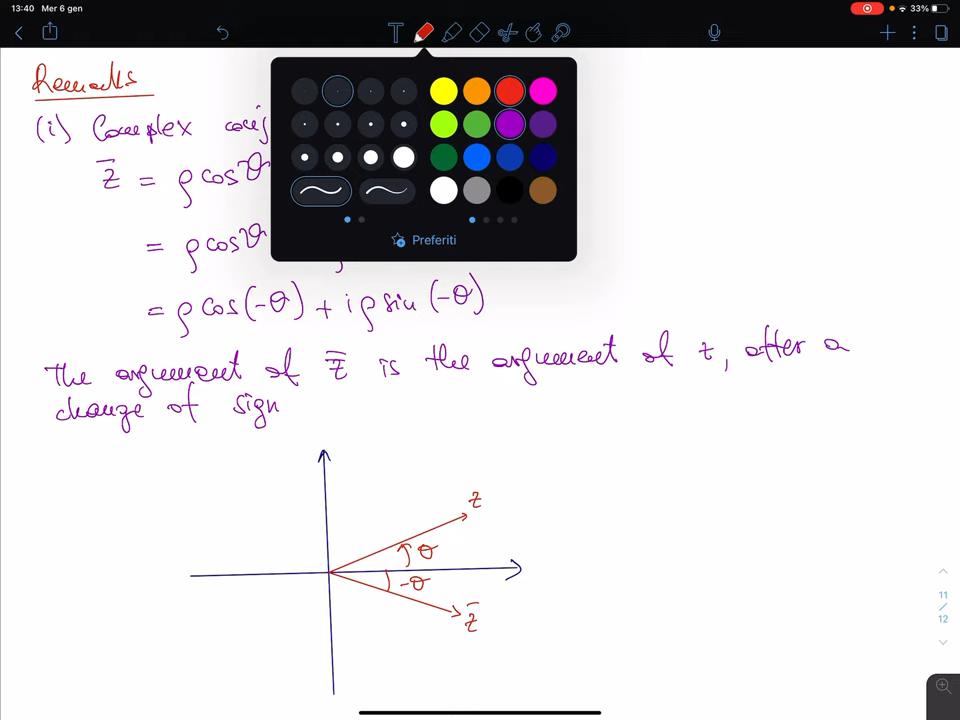 13:40 Mer 6 gen
33%
T
Remarks
(i) Complex conj
z̅ = ρ cos ϑ
= ρ cos ϑ
= ρ cos(-θ) + i ρ sin (-θ)
The argument of z̅ is the argument of z, after a
change of sign
Preferiti
z
θ
-θ
z̅
11
/
12